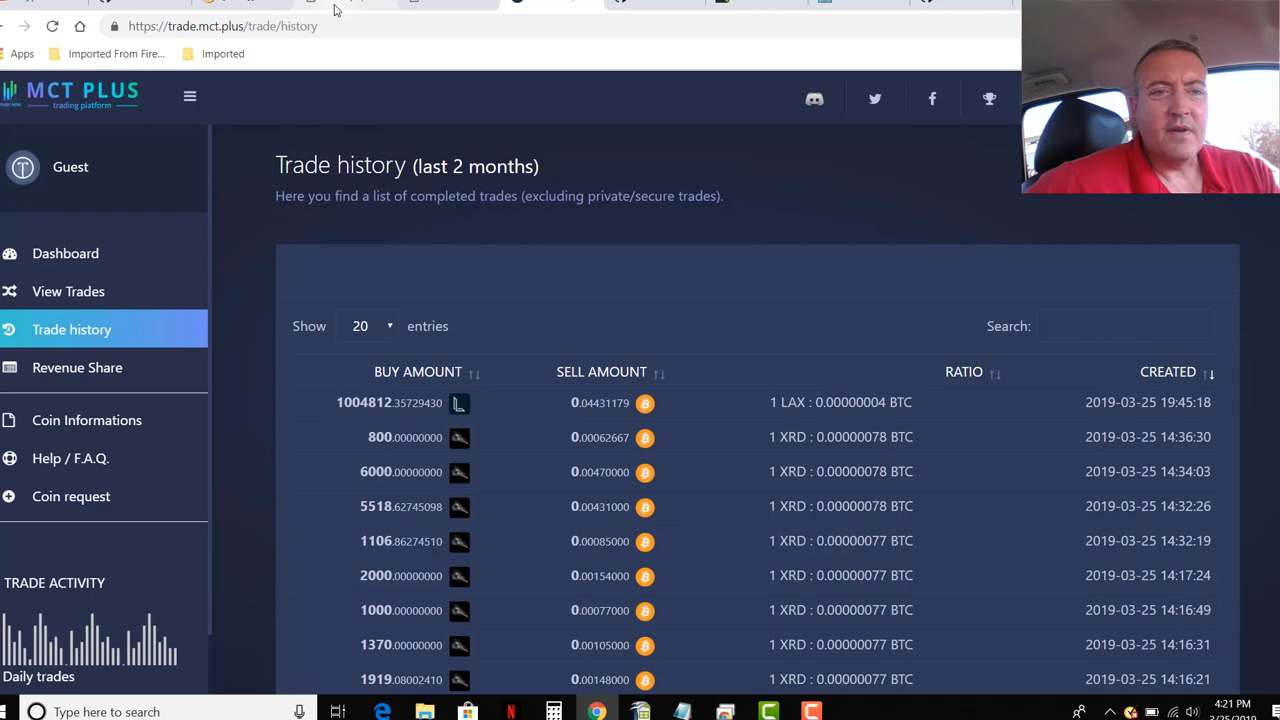 https://trade.mct.plus/trade/history
Apps Imported From Fire... Imported
MCT PLUS
trading platform
Guest
Dashboard
View Trades
Trade history
Revenue Share
Coin Informations
Help / F.A.Q.
Coin request
TRADE ACTIVITY
Daily trades
Trade history (last 2 months)
Here you find a list of completed trades (excluding private/secure trades).
Show 20 entries Search:
BUY AMOUNT SELL AMOUNT RATIO CREATED
1004812.35729430 0.04431179 1 LAX : 0.00000004 BTC 2019-03-25 19:45:18
800.00000000 0.00062667 1 XRD : 0.00000078 BTC 2019-03-25 14:36:30
6000.00000000 0.00470000 1 XRD : 0.00000078 BTC 2019-03-25 14:34:03
5518.62745098 0.00431000 1 XRD : 0.00000078 BTC 2019-03-25 14:32:26
1106.86274510 0.00085000 1 XRD : 0.00000077 BTC 2019-03-25 14:32:19
2000.00000000 0.00154000 1 XRD : 0.00000077 BTC 2019-03-25 14:17:24
1000.00000000 0.00077000 1 XRD : 0.00000077 BTC 2019-03-25 14:16:49
1370.00000000 0.00105000 1 XRD : 0.00000077 BTC 2019-03-25 14:16:31
1919.08002410 0.00148000 1 XRD : 0.00000077 BTC 2019-03-25 14:16:21
Type here to search
4:21 PM